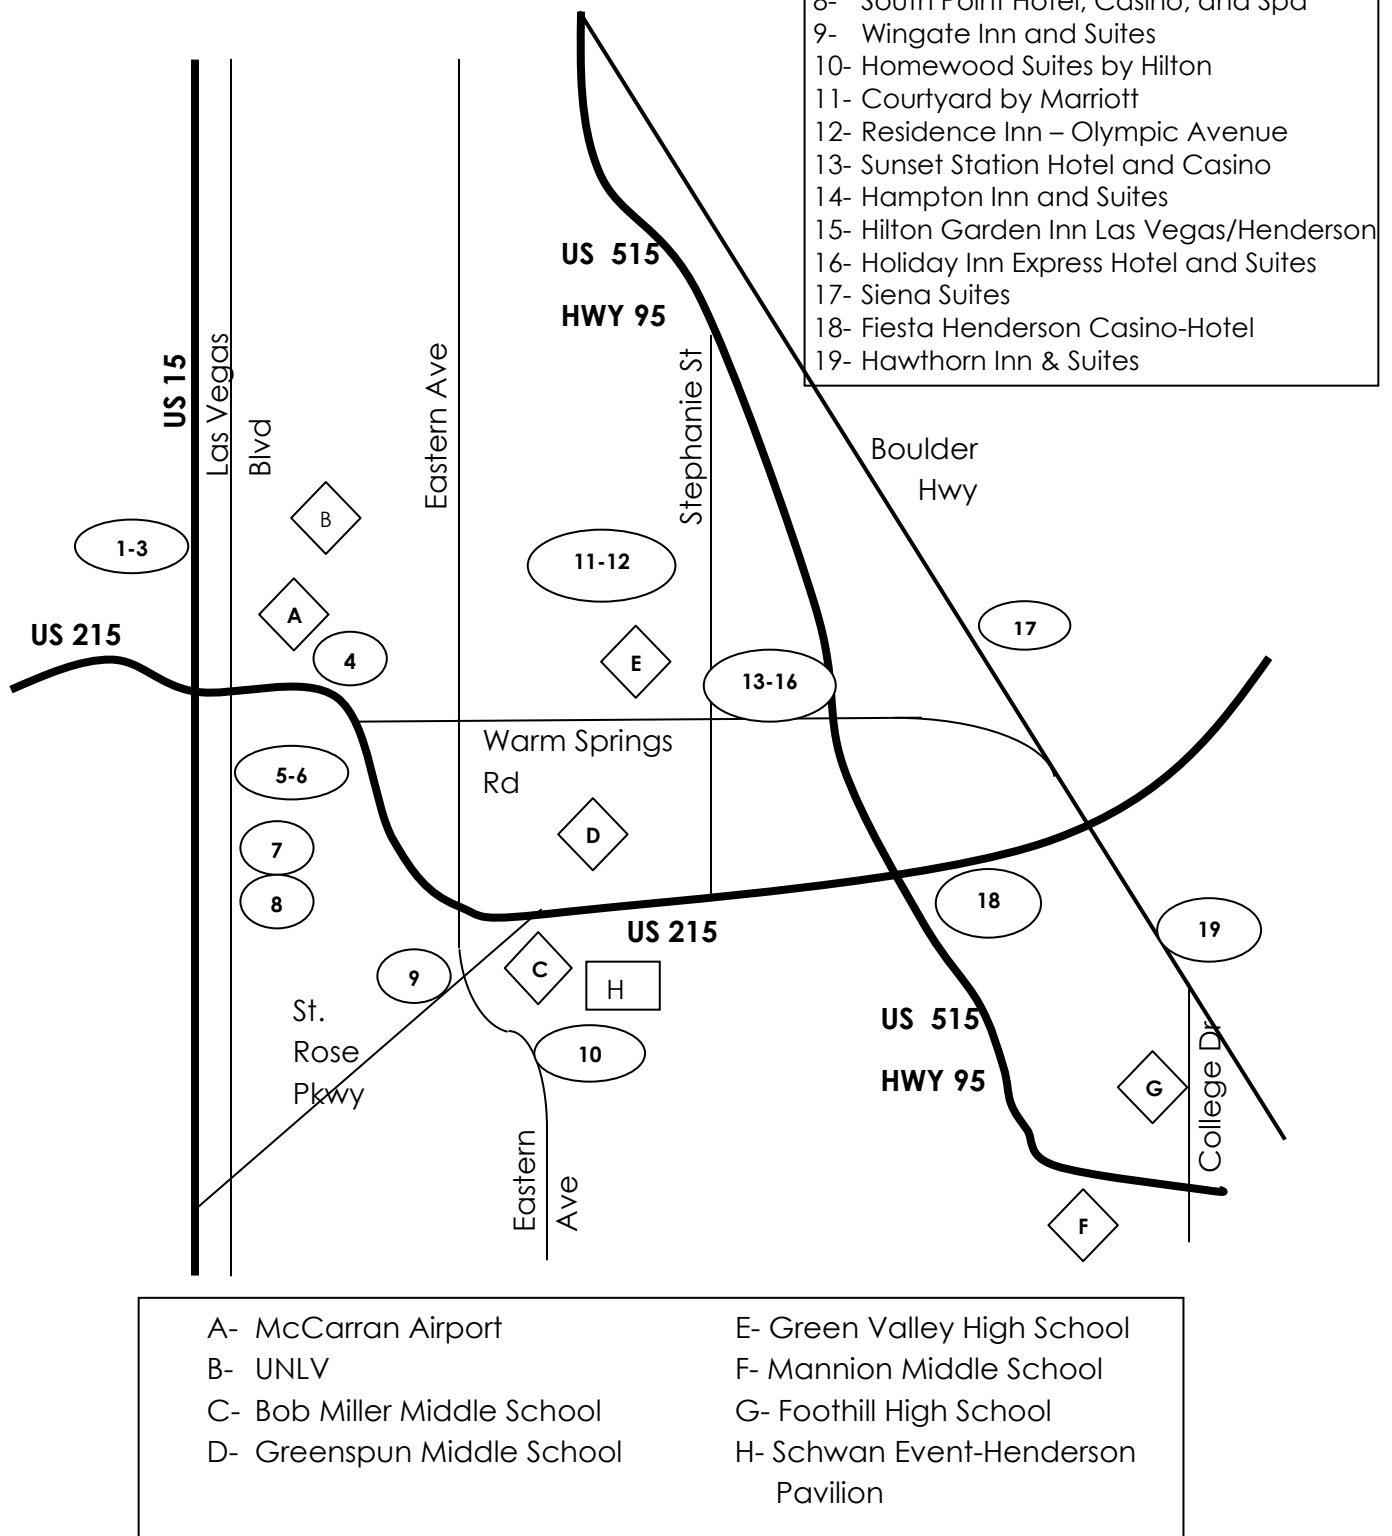 8- South Point Hotel, Casino, and Spa
9- Wingate Inn and Suites
10- Homewood Suites by Hilton
11- Courtyard by Marriott
12- Residence Inn – Olympic Avenue
13- Sunset Station Hotel and Casino
14- Hampton Inn and Suites
15- Hilton Garden Inn Las Vegas/Henderson
16- Holiday Inn Express Hotel and Suites
17- Siena Suites
18- Fiesta Henderson Casino-Hotel
19- Hawthorn Inn & Suites
US 515
HWY 95
US 15
Las Vegas
Blvd
Eastern Ave
Stephanie St
Boulder
Hwy
B
1-3
11-12
A
17
US 215
4
E
13-16
Warm Springs
Rd
5-6
D
7
8
18
US 215
19
9
C
H
St.
Rose
Pkwy
US 515
HWY 95
10
G
College Dr
Eastern
Ave
F
A- McCarran Airport
B- UNLV
C- Bob Miller Middle School
D- Greenspun Middle School
E- Green Valley High School
F- Mannion Middle School
G- Foothill High School
H- Schwan Event-Henderson
Pavilion